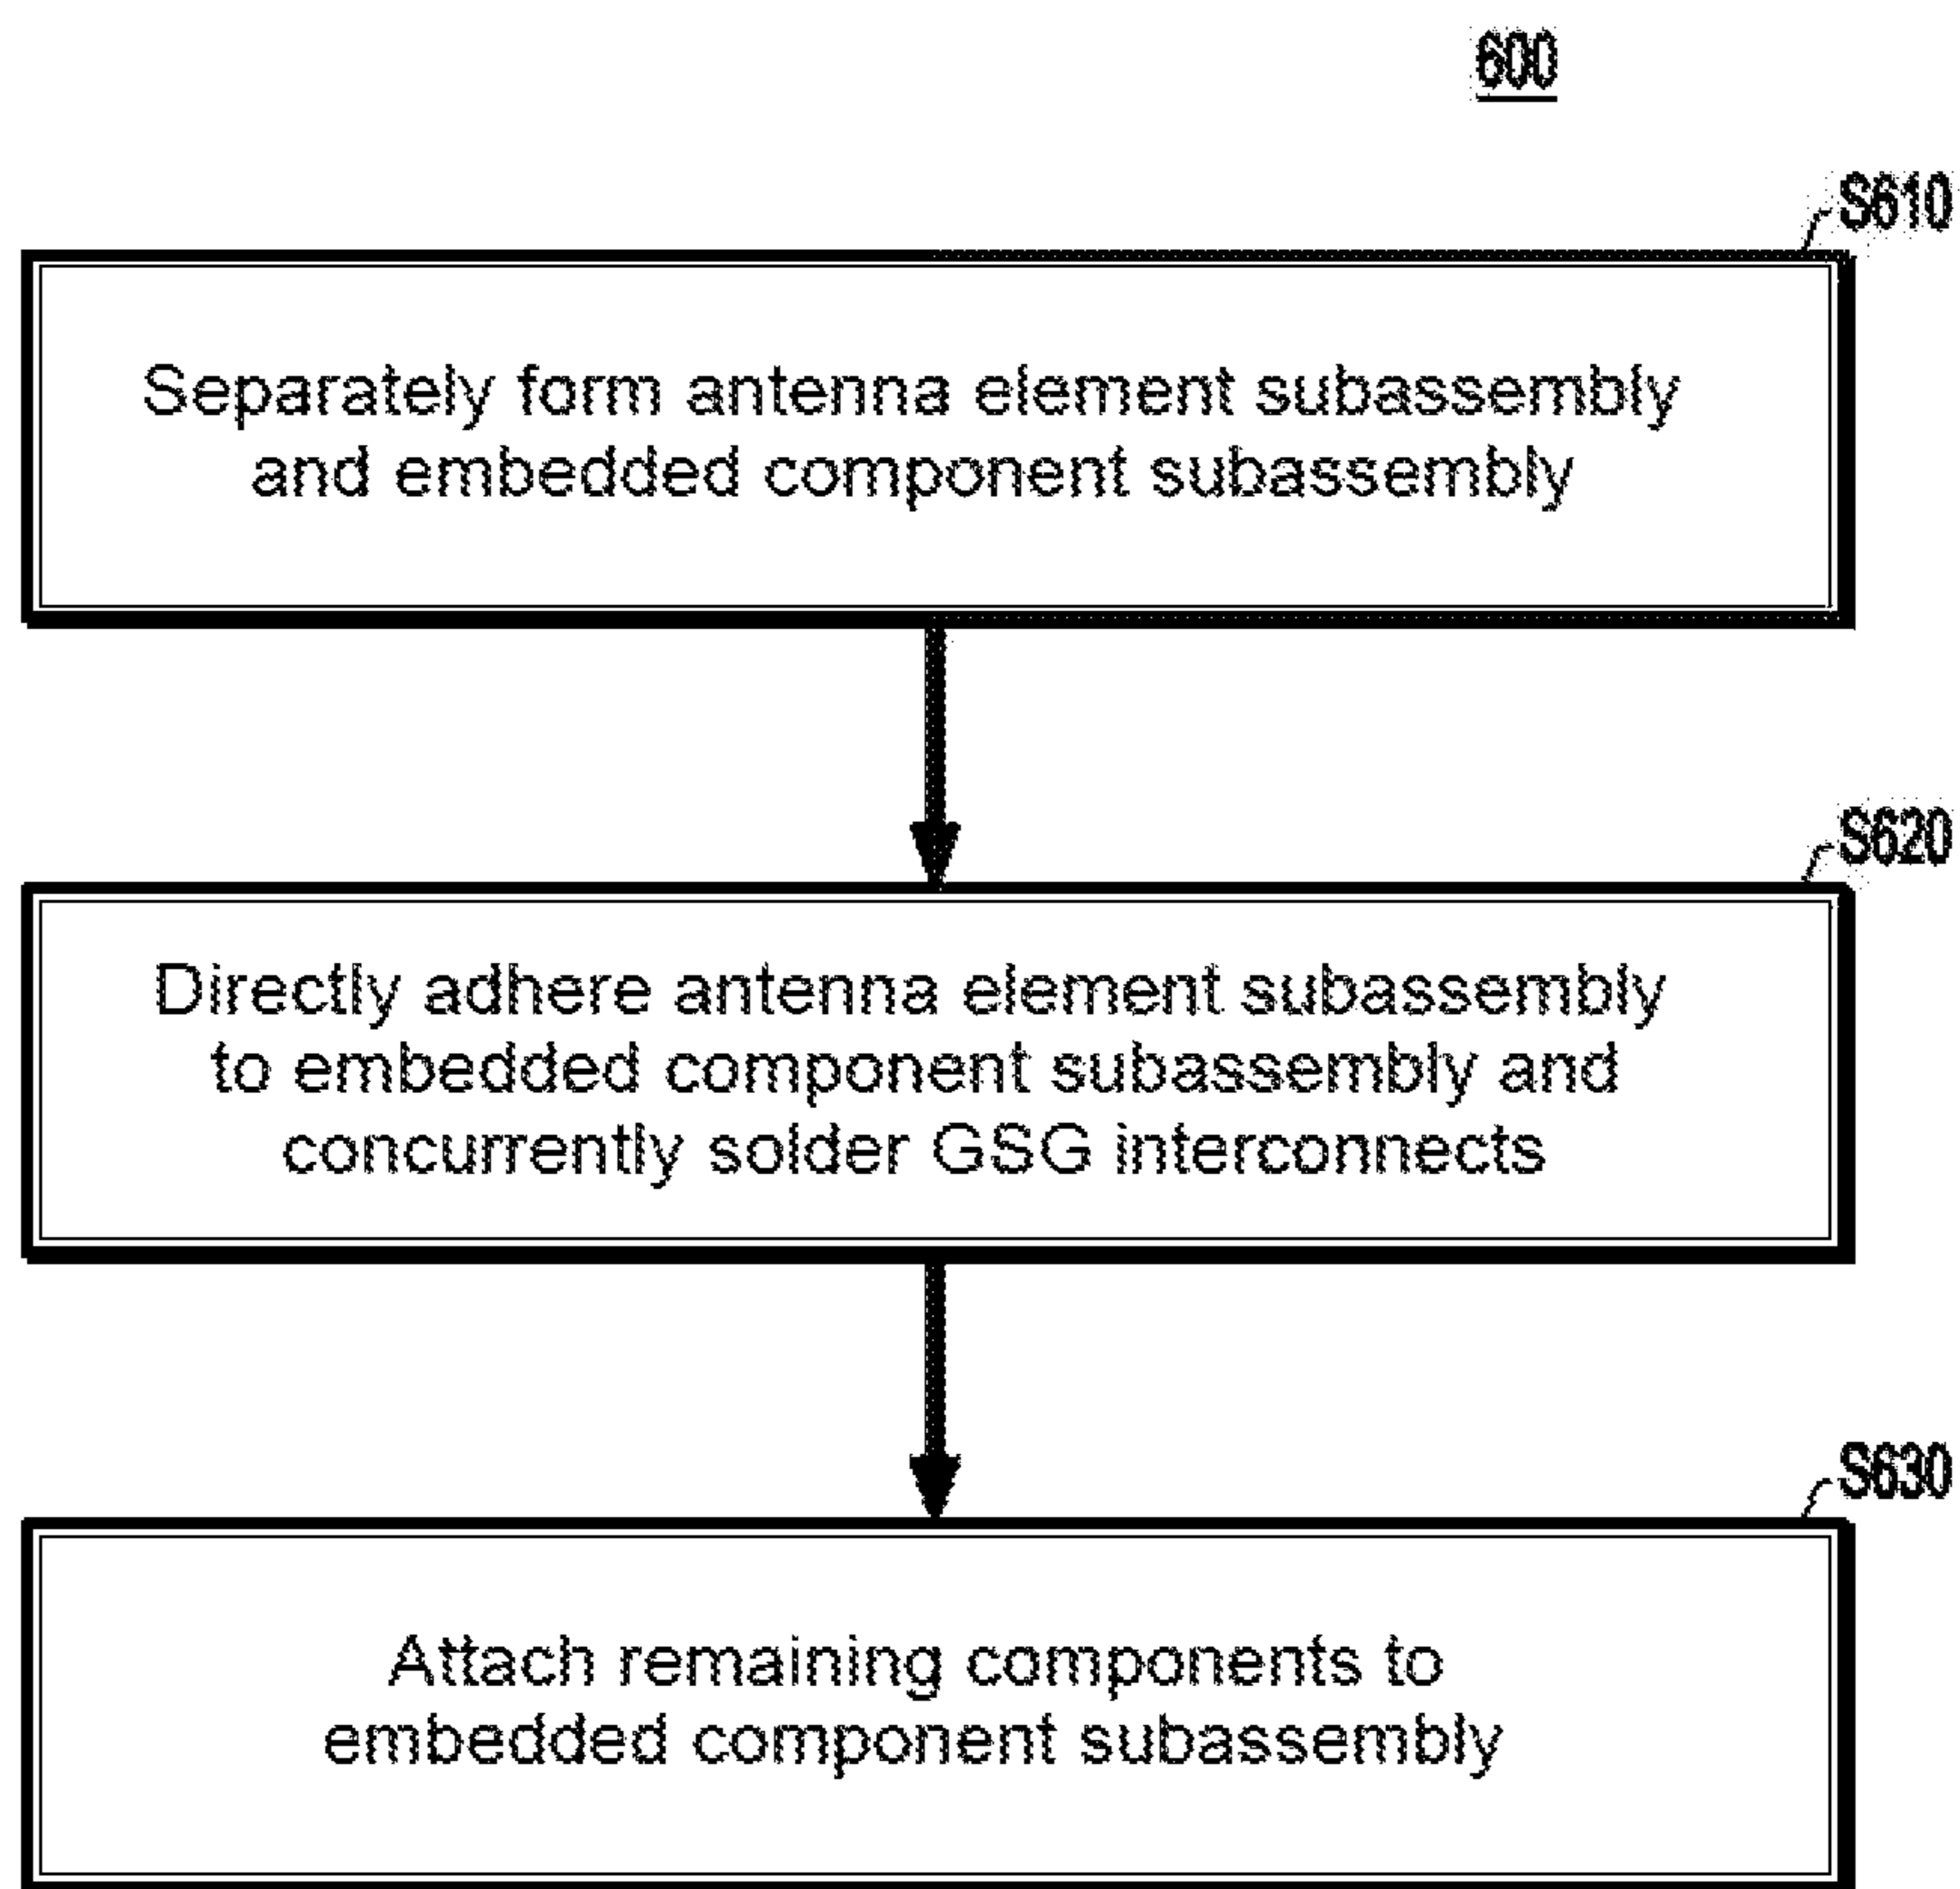 600
S610
Separately form antenna element subassembly
and embedded component subassembly
S620
Directly adhere antenna element subassembly
to embedded component subassembly and
concurrently solder GSG interconnects
S630
Attach remaining components to
embedded component subassembly